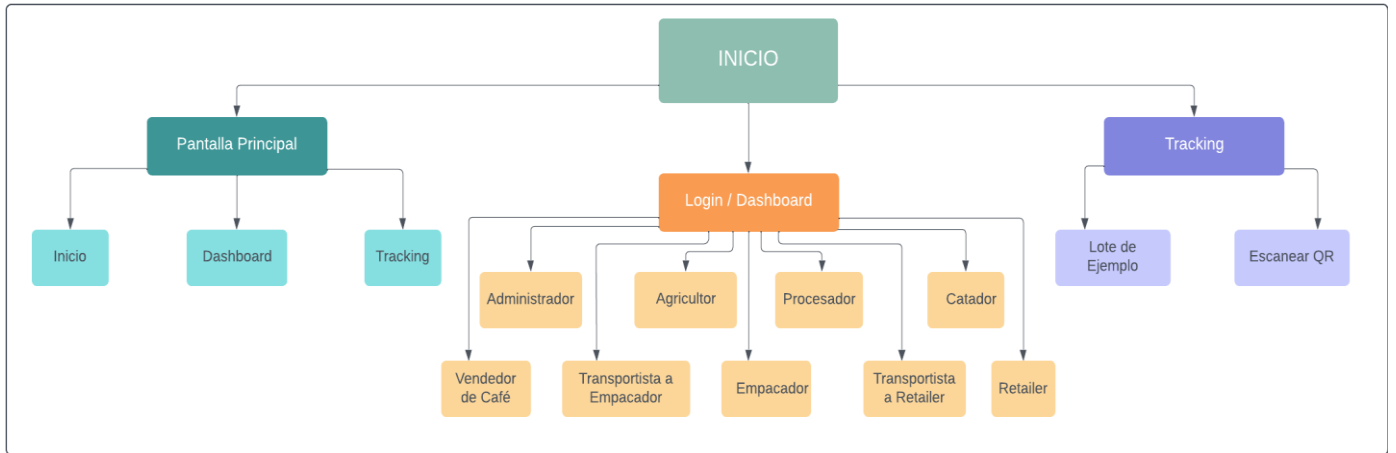 INICIO
Pantalla Principal
Tracking
Login / Dashboard
Inicio
Dashboard
Tracking
Lote de
Ejemplo
Escanear QR
Administrador
Agricultor
Procesador
Catador
Vendedor
de Café
Transportista a
Empacador
Empacador
Transportista
a Retailer
Retailer